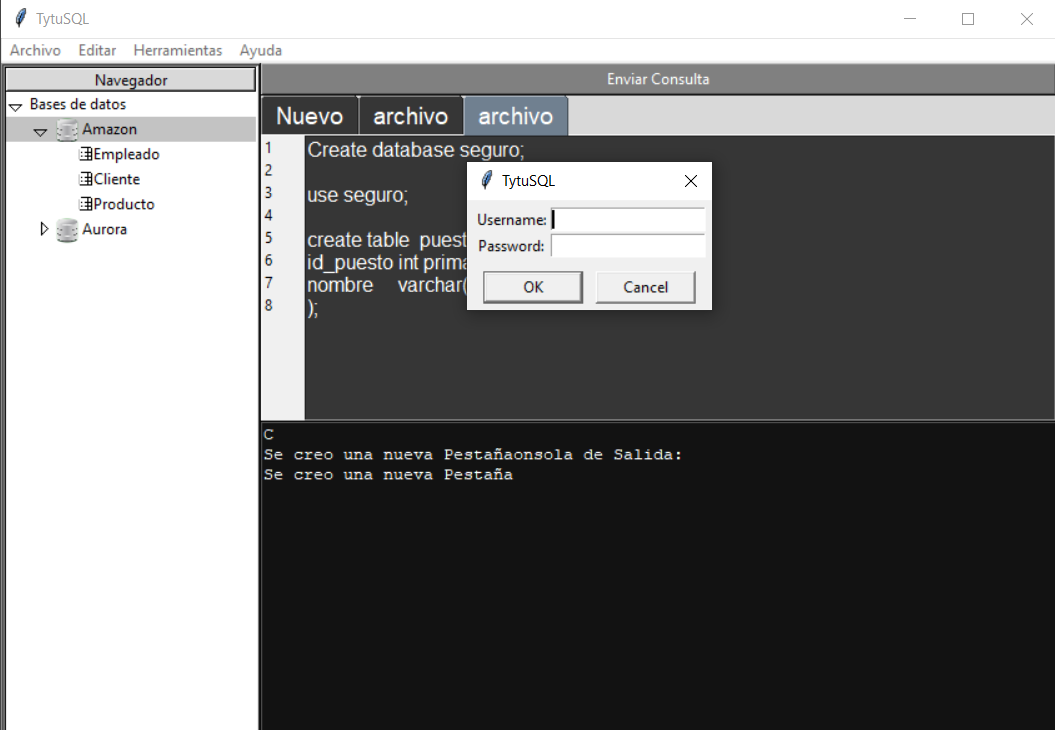 TytuSQL
Archivo Editar Herramientas Ayuda
Navegador
Bases de datos
Amazon
Empleado
Cliente
Producto
Aurora
Enviar Consulta
Nuevo archivo archivo
1 Create database seguro;
2
3 use seguro;
4
5 create table puest
6 id_puesto int prima
7 nombre varchar(
8 );
TytuSQL
Username:
Password:
OK Cancel
C
Se creo una nueva Pestañaonsola de Salida:
Se creo una nueva Pestaña